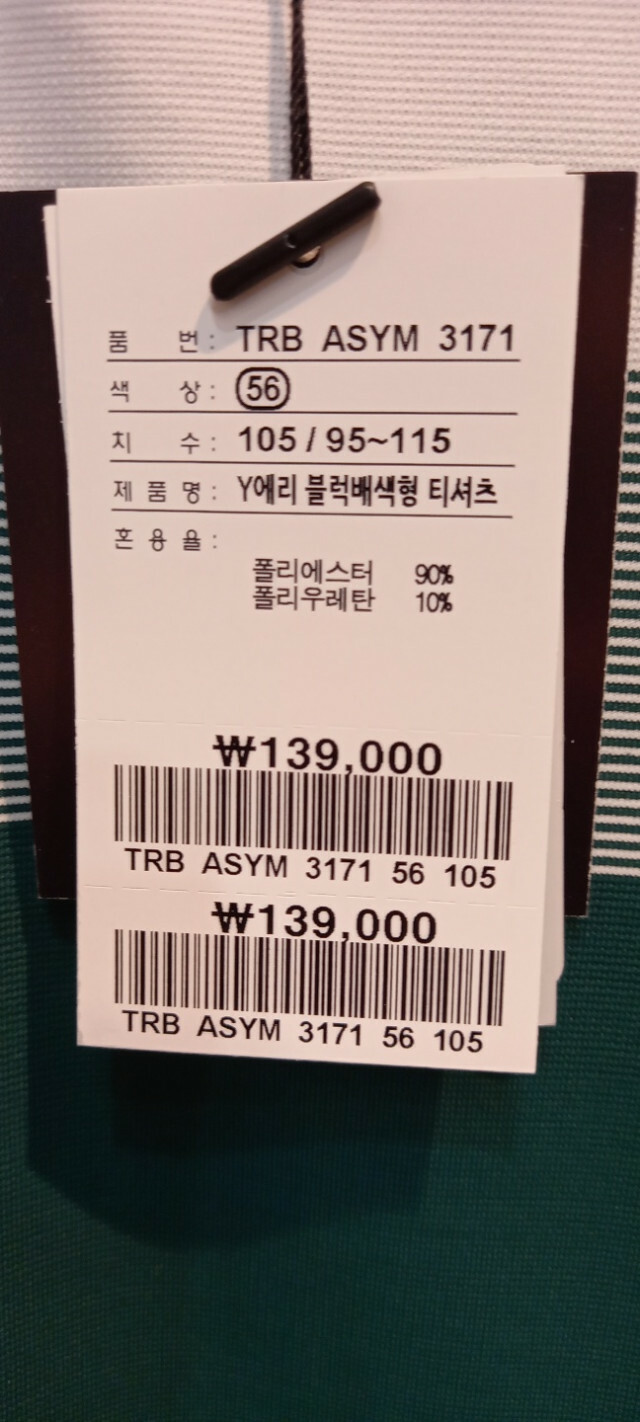 품 번 : TRB ASYM 3171
색 상 : 56
치 수 : 105 / 95~115
제 품 명 : Y에리 블럭배색형 티셔츠
혼 용 율 :
폴리에스터 90%
폴리우레탄 10%
₩139,000
TRB ASYM 3171 56 105
₩139,000
TRB ASYM 3171 56 105